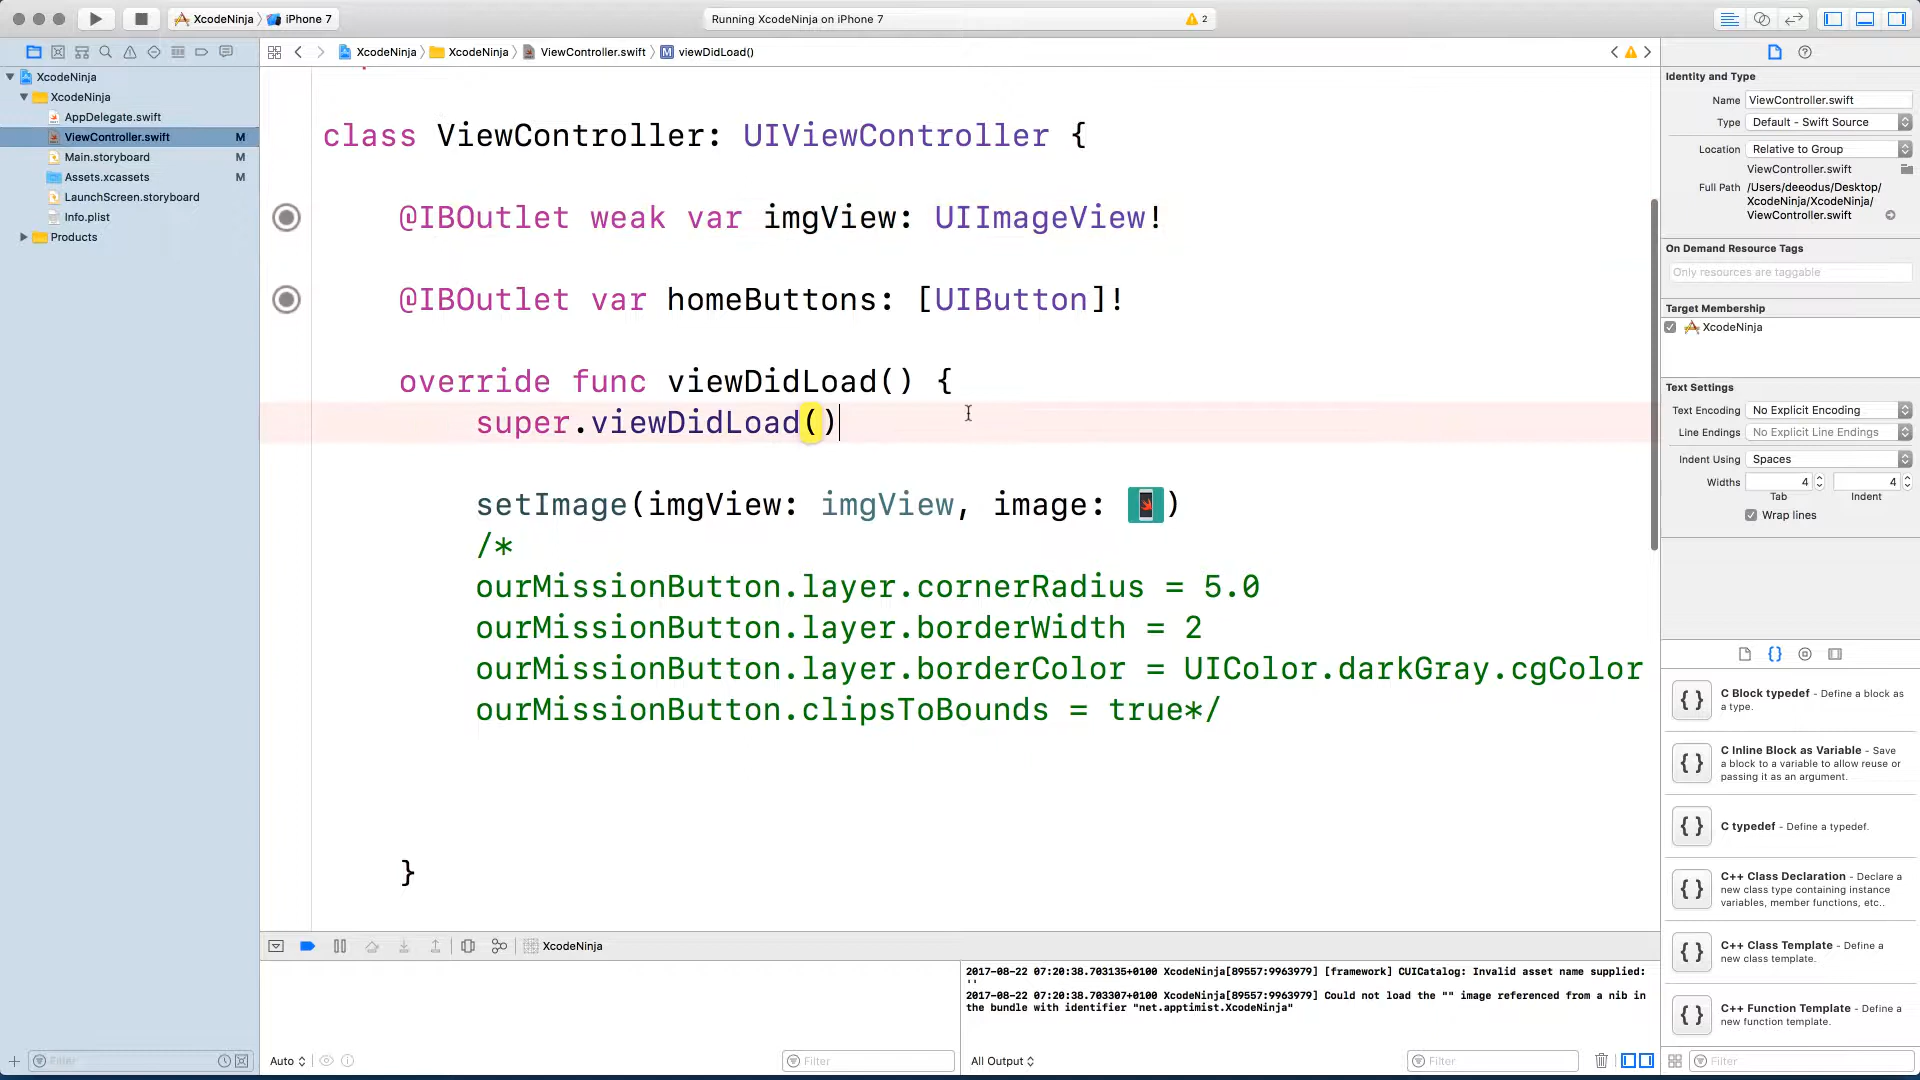 XcodeNinja iPhone 7
Running XcodeNinja on iPhone 7
2
XcodeNinja
XcodeNinja
ViewController.swift
viewDidLoad()
XcodeNinja
XcodeNinja
AppDelegate.swift
ViewController.swift M
Main.storyboard M
Assets.xcassets M
LaunchScreen.storyboard
Info.plist
Products
class ViewController: UIViewController {
@IBOutlet weak var imgView: UIImageView!
@IBOutlet var homeButtons: [UIButton]!
override func viewDidLoad() {
super.viewDidLoad()
setImage(imgView: imgView, image: )
/*
ourMissionButton.layer.cornerRadius = 5.0
ourMissionButton.layer.borderWidth = 2
ourMissionButton.layer.borderColor = UIColor.darkGray.cgColor
ourMissionButton.clipsToBounds = true*/
}
XcodeNinja
2017-08-22 07:20:38.703135+0100 XcodeNinja[89557:9963979] [framework] CUICatalog: Invalid asset name supplied:
''
2017-08-22 07:20:38.703307+0100 XcodeNinja[89557:9963979] Could not load the "" image referenced from a nib in
the bundle with identifier "net.apptimist.XcodeNinja"
Filter
Auto
Filter
All Output
Filter
Filter
Identity and Type
Name ViewController.swift
Type Default - Swift Source
Location Relative to Group
ViewController.swift
Full Path /Users/deeodus/Desktop/
XcodeNinja/XcodeNinja/
ViewController.swift
On Demand Resource Tags
Only resources are taggable
Target Membership
XcodeNinja
Text Settings
Text Encoding No Explicit Encoding
Line Endings No Explicit Line Endings
Indent Using Spaces
Widths 4 4
Tab Indent
Wrap lines
{ } C Block typedef - Define a block as
a type.
{ } C Inline Block as Variable - Save
a block to a variable to allow reuse or
passing it as an argument.
{ } C typedef - Define a typedef.
{ } C++ Class Declaration - Declare a
new class type containing instance
variables, member functions, etc..
{ } C++ Class Template - Define a
new class template.
{ } C++ Function Template - Define a
new function template.